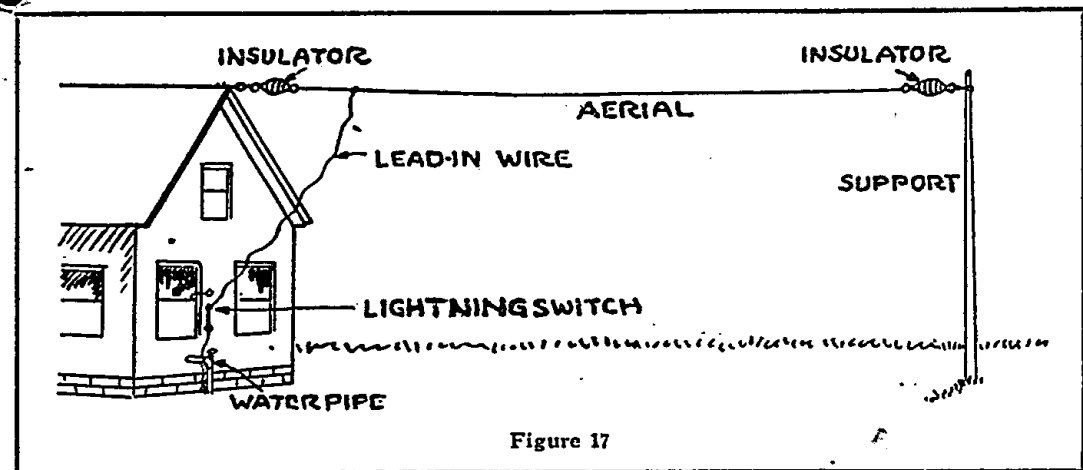 INSULATOR
INSULATOR
AERIAL
LEAD-IN WIRE
SUPPORT
LIGHTNING SWITCH
WATERPIPE
Figure 17